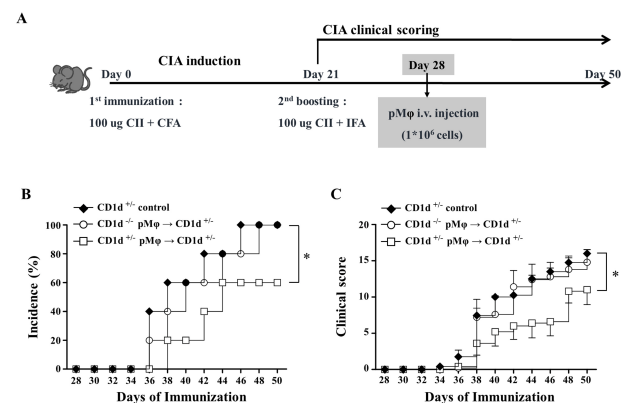 A
CIA clinical scoring
CIA induction
Day 28
Day 0
Day 21
Day 50
1st immunization :
100 ug CII + CFA
2nd boosting :
100 ug CII + IFA
pMφ i.v. injection
(1*10⁶ cells)
B
CD1d +/- control
CD1d -/- pMφ → CD1d +/-
CD1d +/- pMφ → CD1d +/-
Incidence (%)
100
80
60
40
20
0
*
28 30 32 34 36 38 40 42 44 46 48 50
Days of Immunization
C
CD1d +/- control
CD1d -/- pMφ → CD1d +/-
CD1d +/- pMφ → CD1d +/-
Clinical score
20
15
10
5
0
*
28 30 32 34 36 38 40 42 44 46 48 50
Days of Immunization